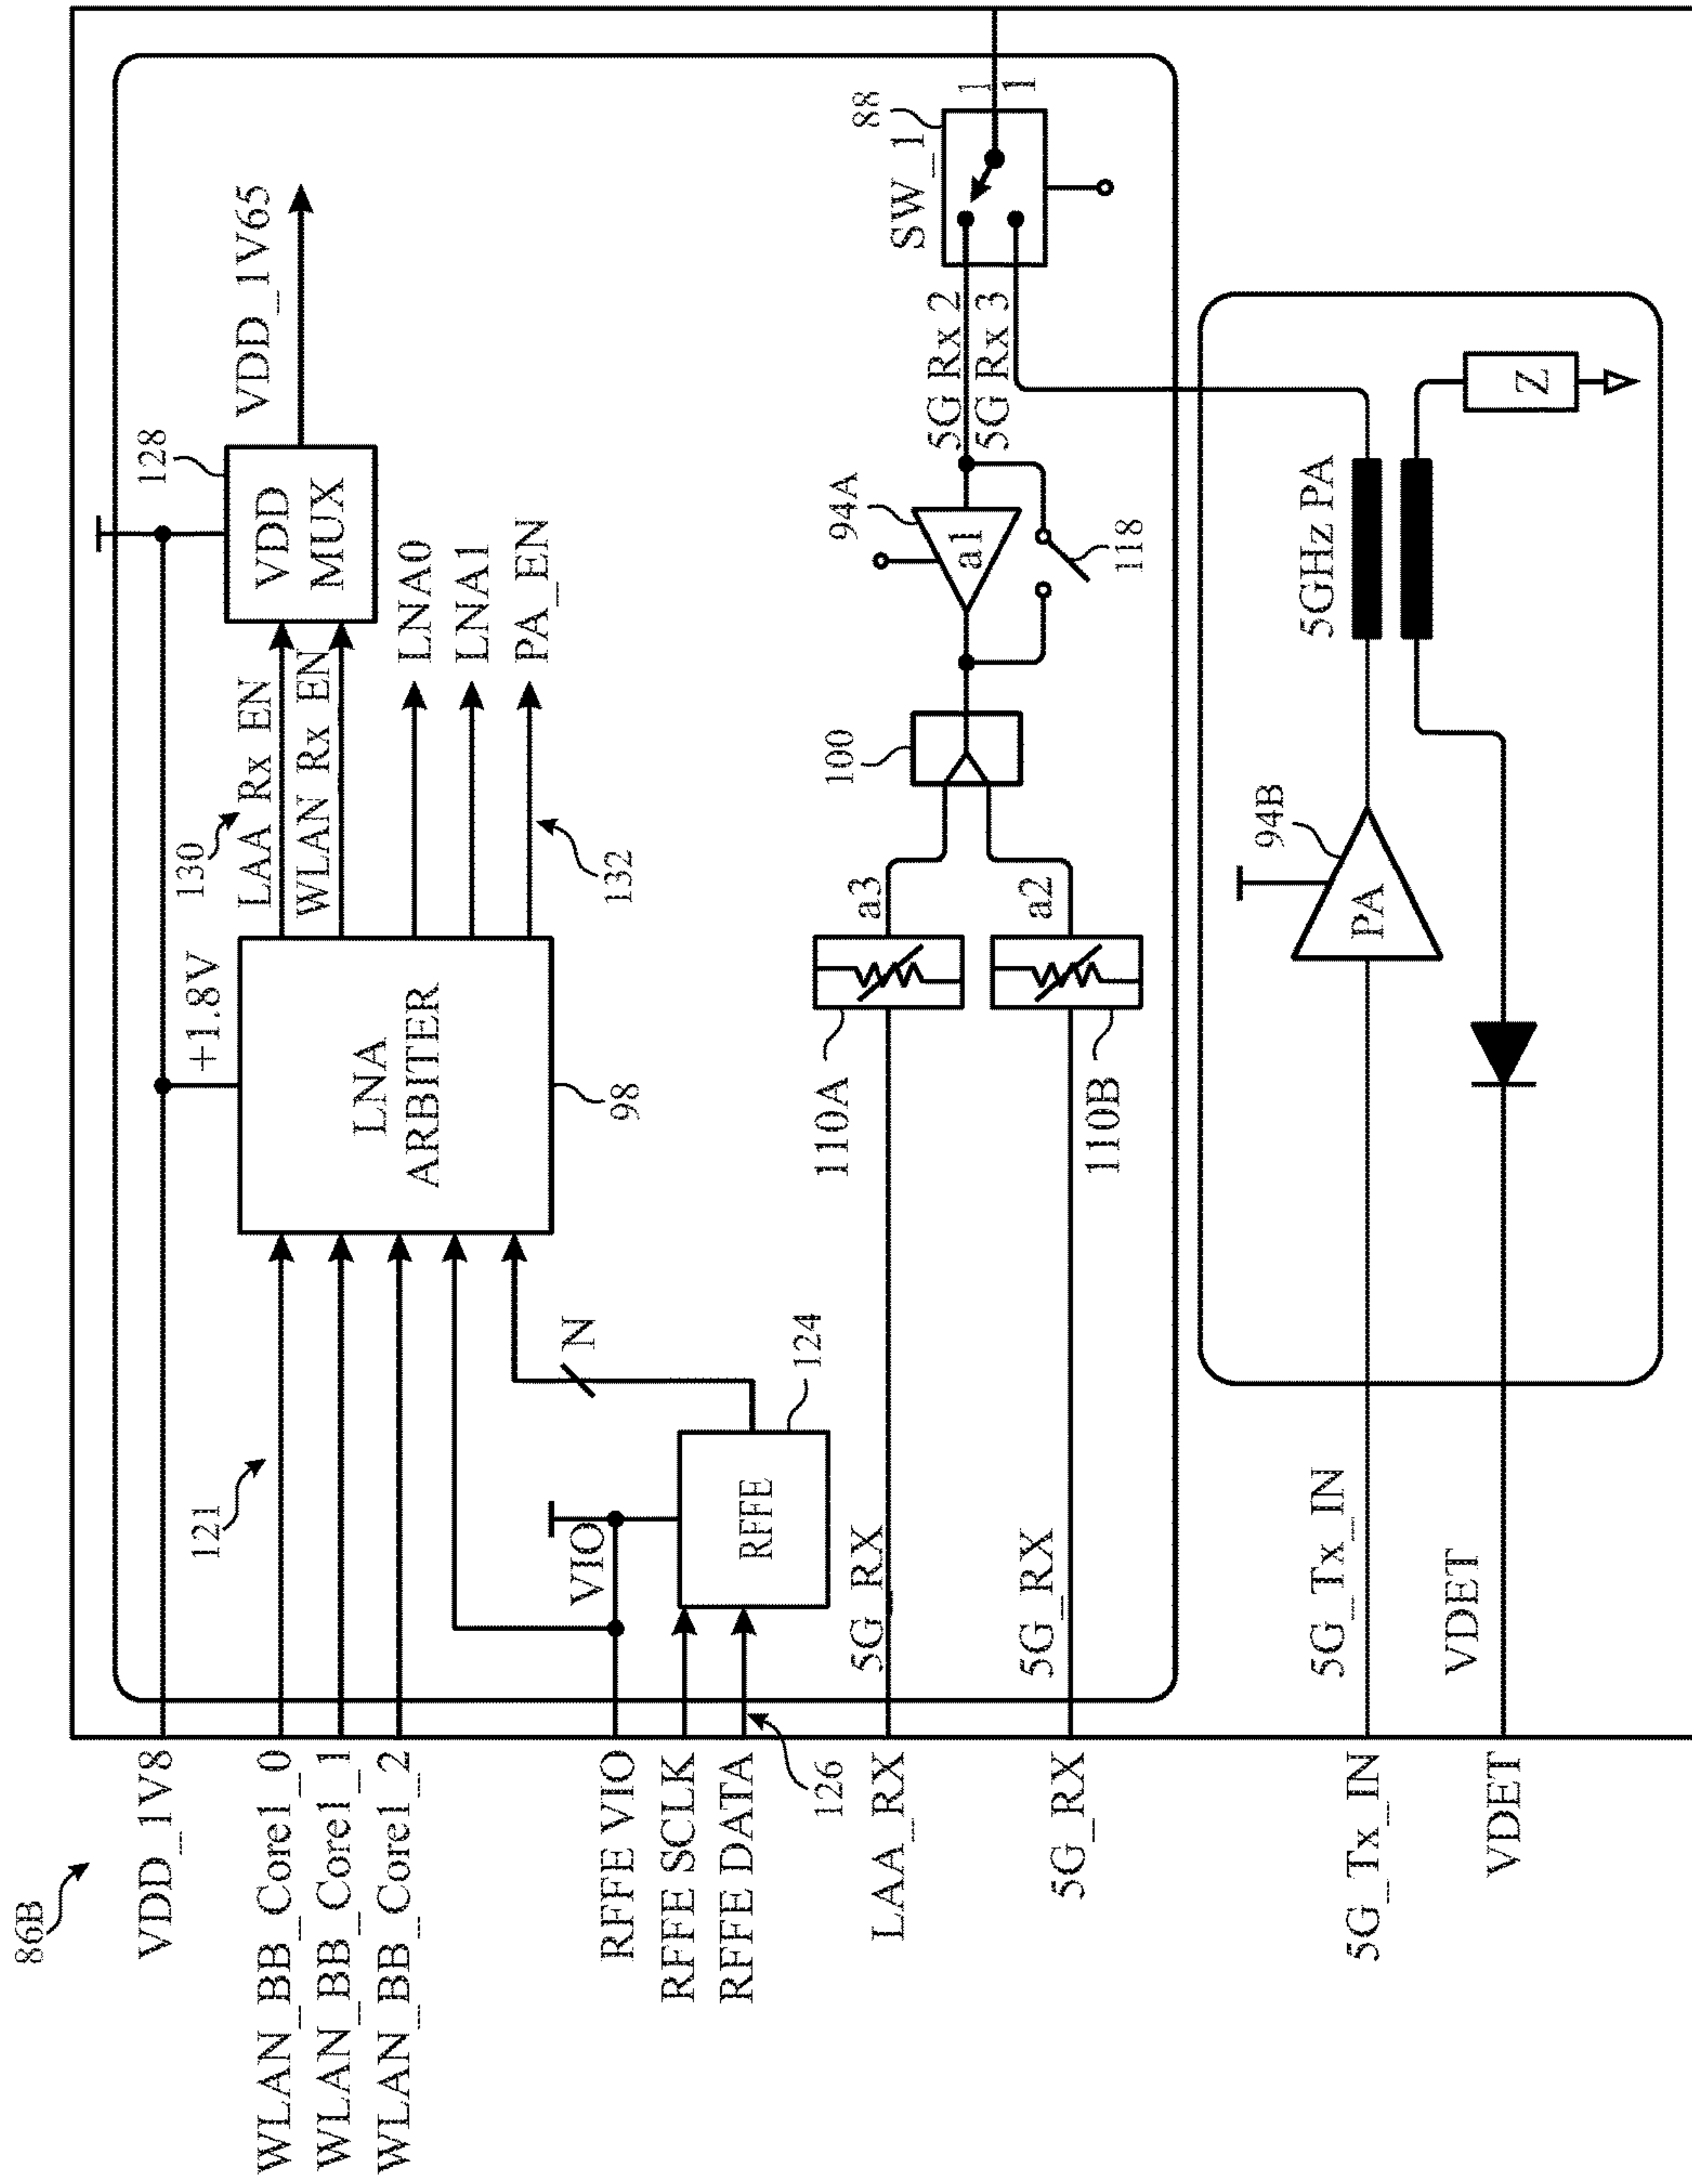 86B
VDD_1V8
WLAN_BB_Core1_0
WLAN_BB_Core1_1
WLAN_BB_Core1_2
RFFE VIO
RFFE SCLK
RFFE DATA
126
LAA_RX
5G_RX
5G_Tx_IN
VDET
121
VIO
RFFE
124
N
5G_RX
5G_RX
5G_Tx_IN
VDET
+1.8V
LNA
ARBITER
98
130
LAA Rx EN
WLAN Rx EN
132
LNA0
LNA1
PA_EN
128
VDD
MUX
VDD_1V65
110A
110B
a3
a2
100
94A
a1
118
5G Rx 2
5G Rx 3
SW_1
88
1
1
94B
PA
5GHz PA
Z